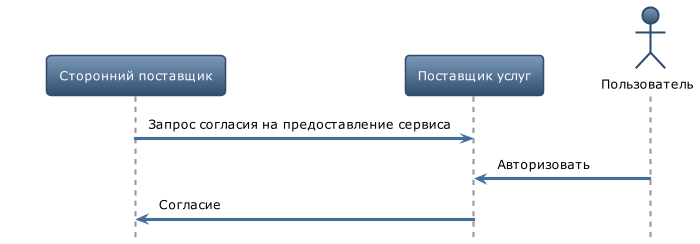 Сторонний поставщик
Поставщик услуг
Пользователь
Запрос согласия на предоставление сервиса
Авторизовать
Согласие